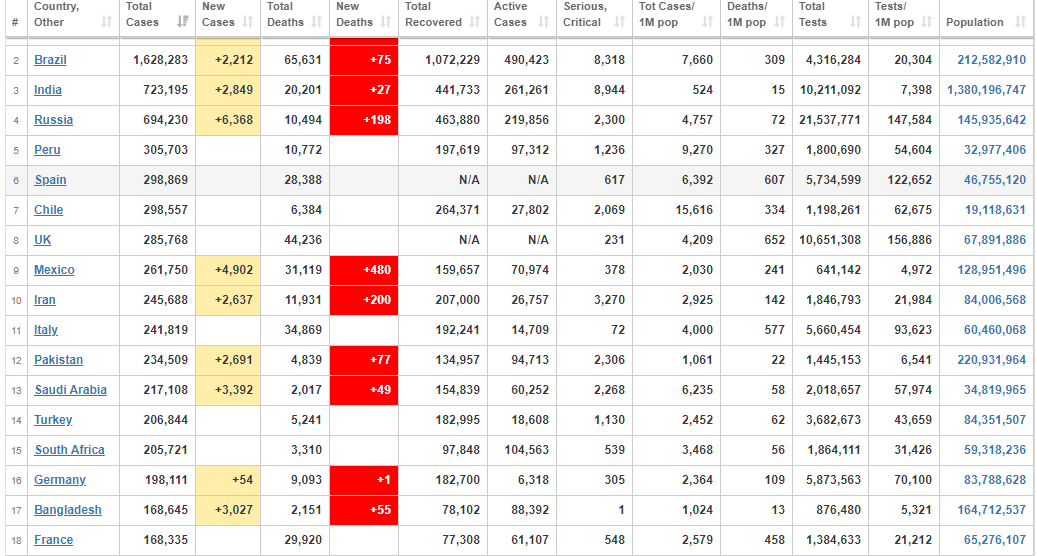 # Country, Other Total Cases New Cases Total Deaths New Deaths Total Recovered Active Cases Serious, Critical Tot Cases/ 1M pop Deaths/ 1M pop Total Tests Tests/ 1M pop Population
2 Brazil 1,628,283 +2,212 65,631 +75 1,072,229 490,423 8,318 7,660 309 4,316,284 20,304 212,582,910
3 India 723,195 +2,849 20,201 +27 441,733 261,261 8,944 524 15 10,211,092 7,398 1,380,196,747
4 Russia 694,230 +6,368 10,494 +198 463,880 219,856 2,300 4,757 72 21,537,771 147,584 145,935,642
5 Peru 305,703 10,772 197,619 97,312 1,236 9,270 327 1,800,690 54,604 32,977,406
6 Spain 298,869 28,388 N/A N/A 617 6,392 607 5,734,599 122,652 46,755,120
7 Chile 298,557 6,384 264,371 27,802 2,069 15,616 334 1,198,261 62,675 19,118,631
8 UK 285,768 44,236 N/A N/A 231 4,209 652 10,651,308 156,886 67,891,886
9 Mexico 261,750 +4,902 31,119 +480 159,657 70,974 378 2,030 241 641,142 4,972 128,951,496
10 Iran 245,688 +2,637 11,931 +200 207,000 26,757 3,270 2,925 142 1,846,793 21,984 84,006,568
11 Italy 241,819 34,869 192,241 14,709 72 4,000 577 5,660,454 93,623 60,460,068
12 Pakistan 234,509 +2,691 4,839 +77 134,957 94,713 2,306 1,061 22 1,445,153 6,541 220,931,964
13 Saudi Arabia 217,108 +3,392 2,017 +49 154,839 60,252 2,268 6,235 58 2,018,657 57,974 34,819,965
14 Turkey 206,844 5,241 182,995 18,608 1,130 2,452 62 3,682,673 43,659 84,351,507
15 South Africa 205,721 3,310 97,848 104,563 539 3,468 56 1,864,111 31,426 59,318,236
16 Germany 198,111 +54 9,093 +1 182,700 6,318 305 2,364 109 5,873,563 70,100 83,788,628
17 Bangladesh 168,645 +3,027 2,151 +55 78,102 88,392 1 1,024 13 876,480 5,321 164,712,537
18 France 168,335 29,920 77,308 61,107 548 2,579 458 1,384,633 21,212 65,276,107